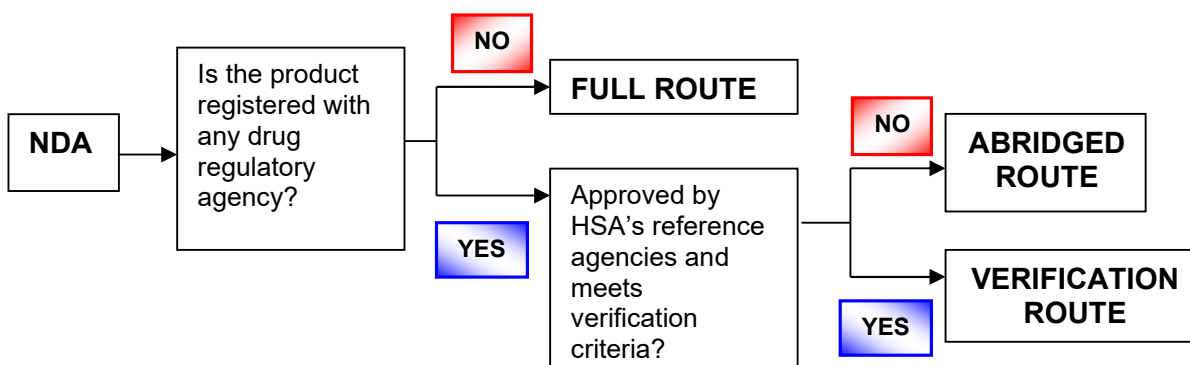 NDA
Is the product
registered with
any drug
regulatory
agency?
NO
FULL ROUTE
YES
Approved by
HSA’s reference
agencies and
meets
verification
criteria?
NO
ABRIDGED
ROUTE
YES
VERIFICATION
ROUTE